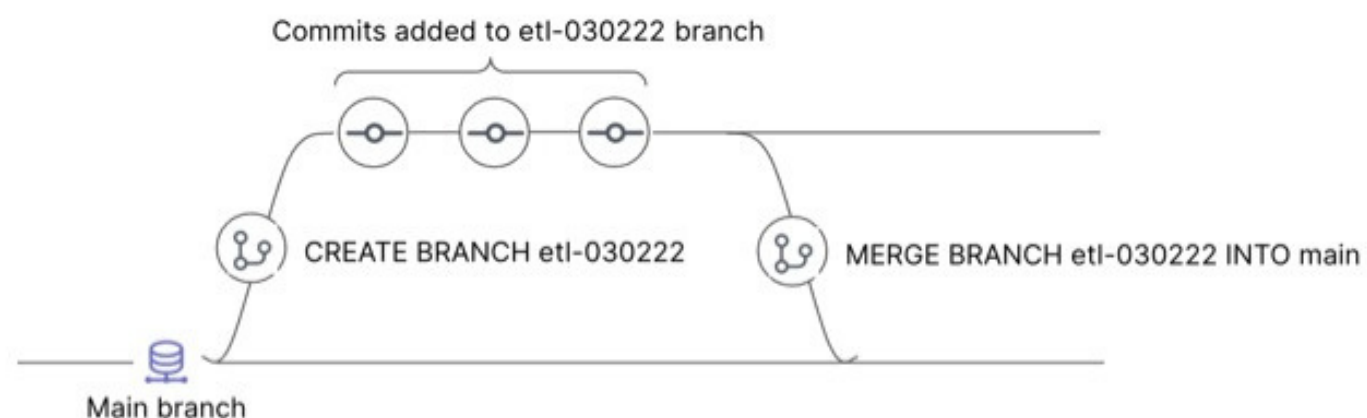 Commits added to etl-030222 branch
CREATE BRANCH etl-030222
MERGE BRANCH etl-030222 INTO main
Main branch